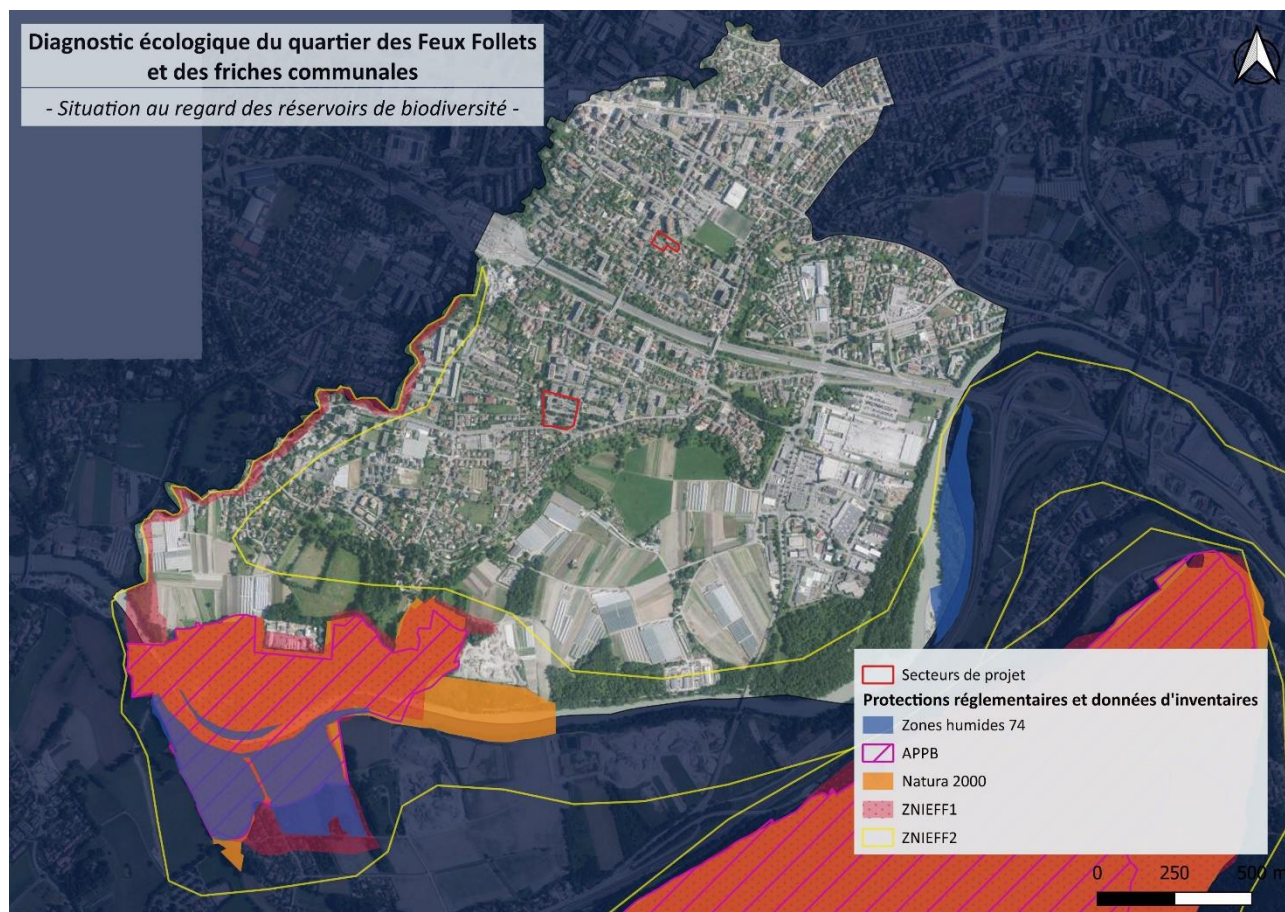 Diagnostic écologique du quartier des Feux Follets
et des friches communales
- Situation au regard des réservoirs de biodiversité -
Secteurs de projet
Protections réglementaires et données d'inventaires
Zones humides 74
APPB
Natura 2000
ZNIEFF1
ZNIEFF2
0 250 500 m